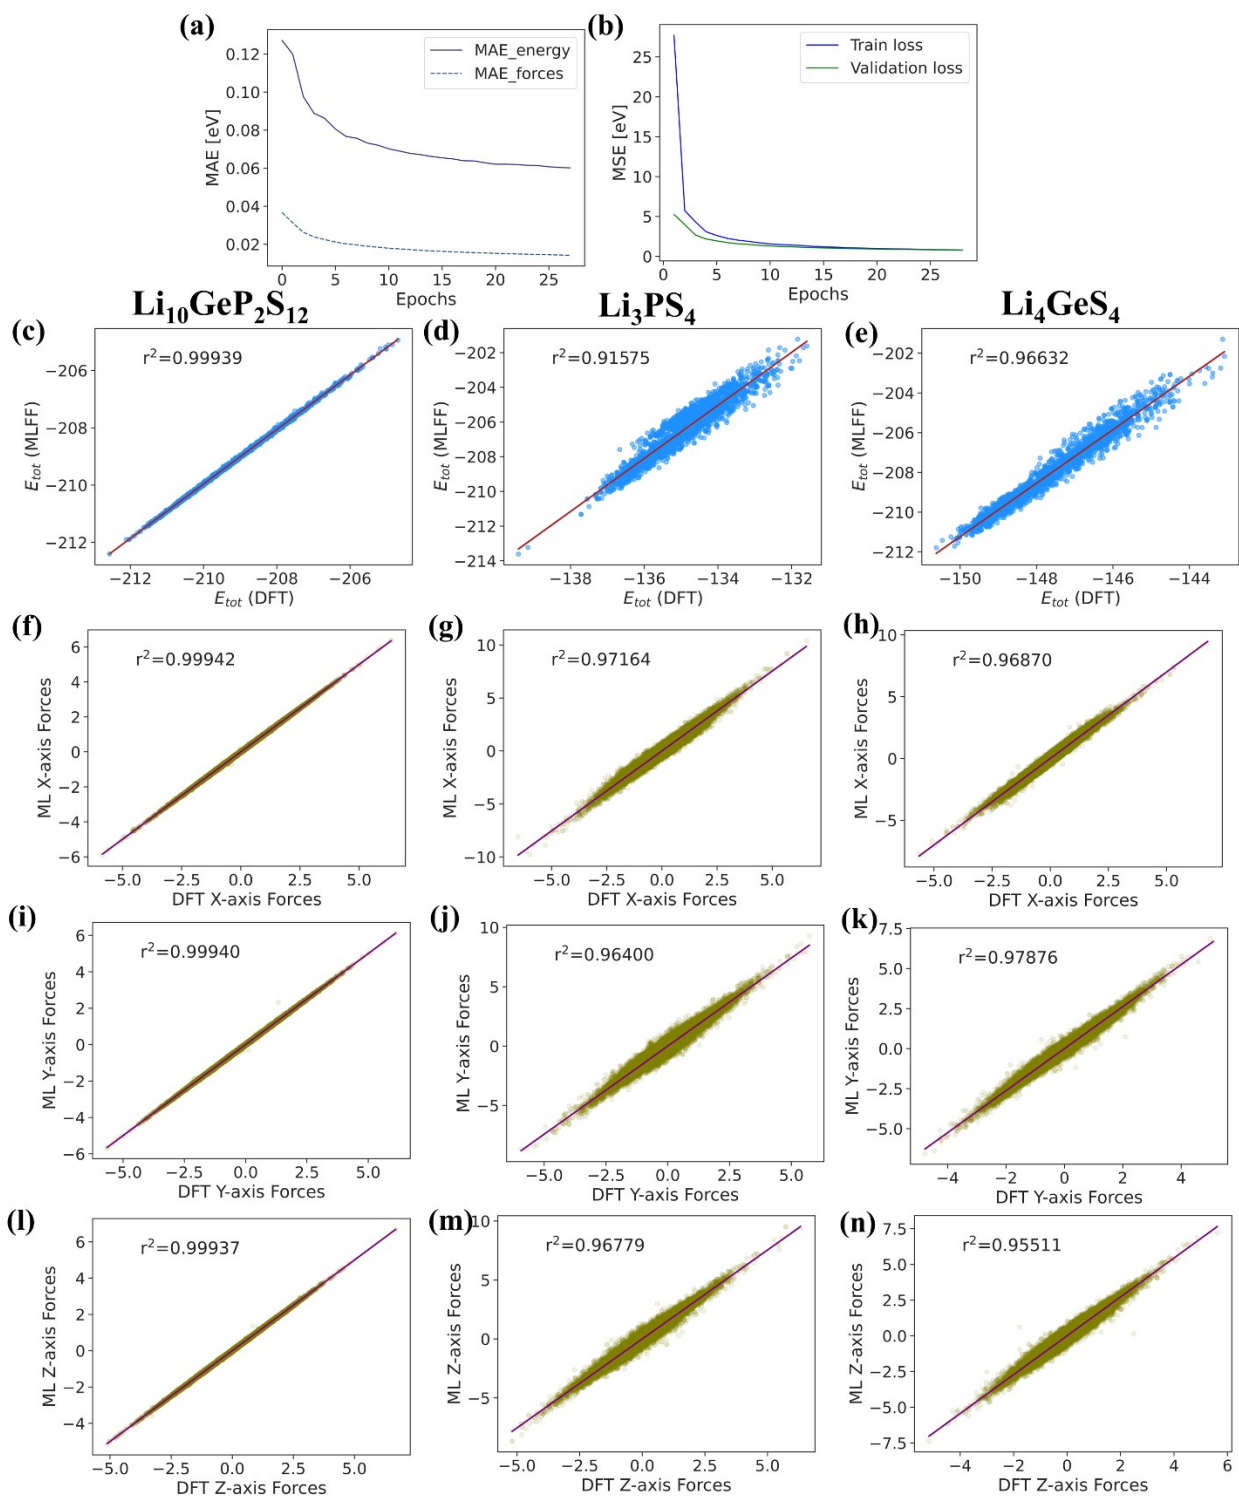 (a)
0.12
0.10
0.08
0.06
0.04
0.02
MAE [eV]
MAE_energy
MAE_forces
0 5 10 15 20 25
Epochs
(b)
25
20
15
10
5
0
MSE [eV]
Train loss
Validation loss
0 5 10 15 20 25
Epochs
Li₁₀GeP₂S₁₂
Li₃PS₄
Li₄GeS₄
(c)
r²=0.99939
−206
−208
−210
−212
E_tot (MLFF)
−212 −210 −208 −206
E_tot (DFT)
(d)
r²=0.91575
−202
−204
−206
−208
−210
−212
−214
E_tot (MLFF)
−138 −136 −134 −132
E_tot (DFT)
(e)
r²=0.96632
−202
−204
−206
−208
−210
−212
E_tot (MLFF)
−150 −148 −146 −144
E_tot (DFT)
(f)
r²=0.99942
6
4
2
0
−2
−4
−6
ML X-axis Forces
−5.0 −2.5 0.0 2.5 5.0
DFT X-axis Forces
(g)
r²=0.97164
10
5
0
−5
−10
ML X-axis Forces
−5.0 −2.5 0.0 2.5 5.0
DFT X-axis Forces
(h)
r²=0.96870
10
5
0
−5
ML X-axis Forces
−5.0 −2.5 0.0 2.5 5.0
DFT X-axis Forces
(i)
r²=0.99940
6
4
2
0
−2
−4
−6
ML Y-axis Forces
−5.0 −2.5 0.0 2.5 5.0
DFT Y-axis Forces
(j)
r²=0.96400
10
5
0
−5
ML Y-axis Forces
−5.0 −2.5 0.0 2.5 5.0
DFT Y-axis Forces
(k)
r²=0.97876
7.5
5.0
2.5
0.0
−2.5
−5.0
ML Y-axis Forces
−4 −2 0 2 4
DFT Y-axis Forces
(l)
r²=0.99937
6
4
2
0
−2
−4
ML Z-axis Forces
−5.0 −2.5 0.0 2.5 5.0
DFT Z-axis Forces
(m)
r²=0.96779
10
5
0
−5
ML Z-axis Forces
−5.0 −2.5 0.0 2.5 5.0
DFT Z-axis Forces
(n)
r²=0.95511
7.5
5.0
2.5
0.0
−2.5
−5.0
−7.5
ML Z-axis Forces
−4 −2 0 2 4 6
DFT Z-axis Forces